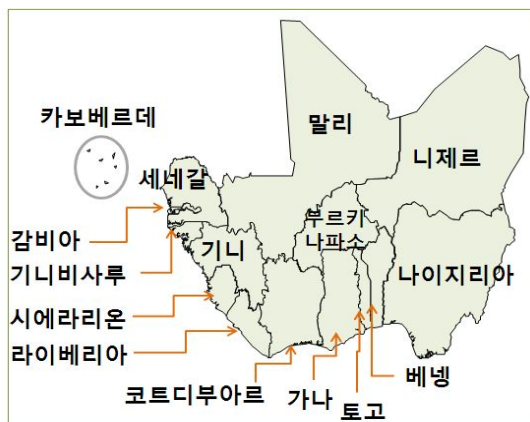 말리
카보베르데
니제르
세네갈
부르키
나파소
감비아
기니
기니비사루
나이지리아
시에라리온
라이베리아
베넹
코트디부아르
가나
토고